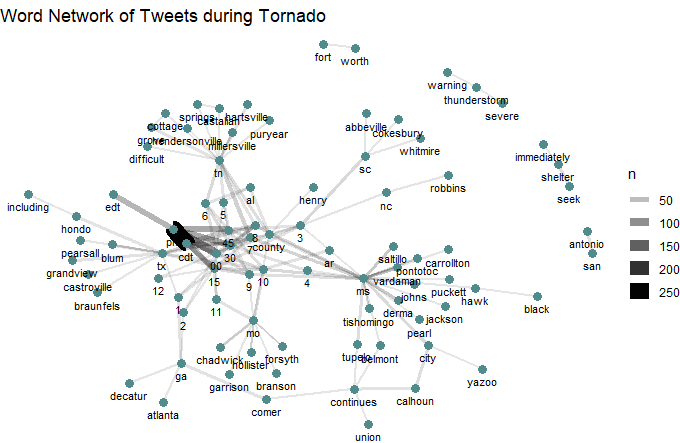 Word Network of Tweets during Tornado
fort
worth
warning
thunderstorm
severe
springs
hartsville
castalian
cottage
puryear
grove
hendersonville
millersville
difficult
abbeville
cokesbury
whitmire
immediately
shelter
seek
tn
sc
n
including
edt
al
henry
nc
robbins
50
100
150
200
250
6
5
hondo
45
8
county
3
antonio
san
pearsall
blum
cdt
30
7
ar
saltillo
carrollton
pontotoc
grandview
tx
00
castroville
12
15
9
10
4
ms
vardaman
puckett
johns
hawk
black
braunfels
1
11
derma
jackson
2
tishomingo
pearl
mo
chadwick
hollister
forsyth
tupelo
belmont
city
ga
garrison
branson
yazoo
decatur
atlanta
comer
continues
calhoun
union